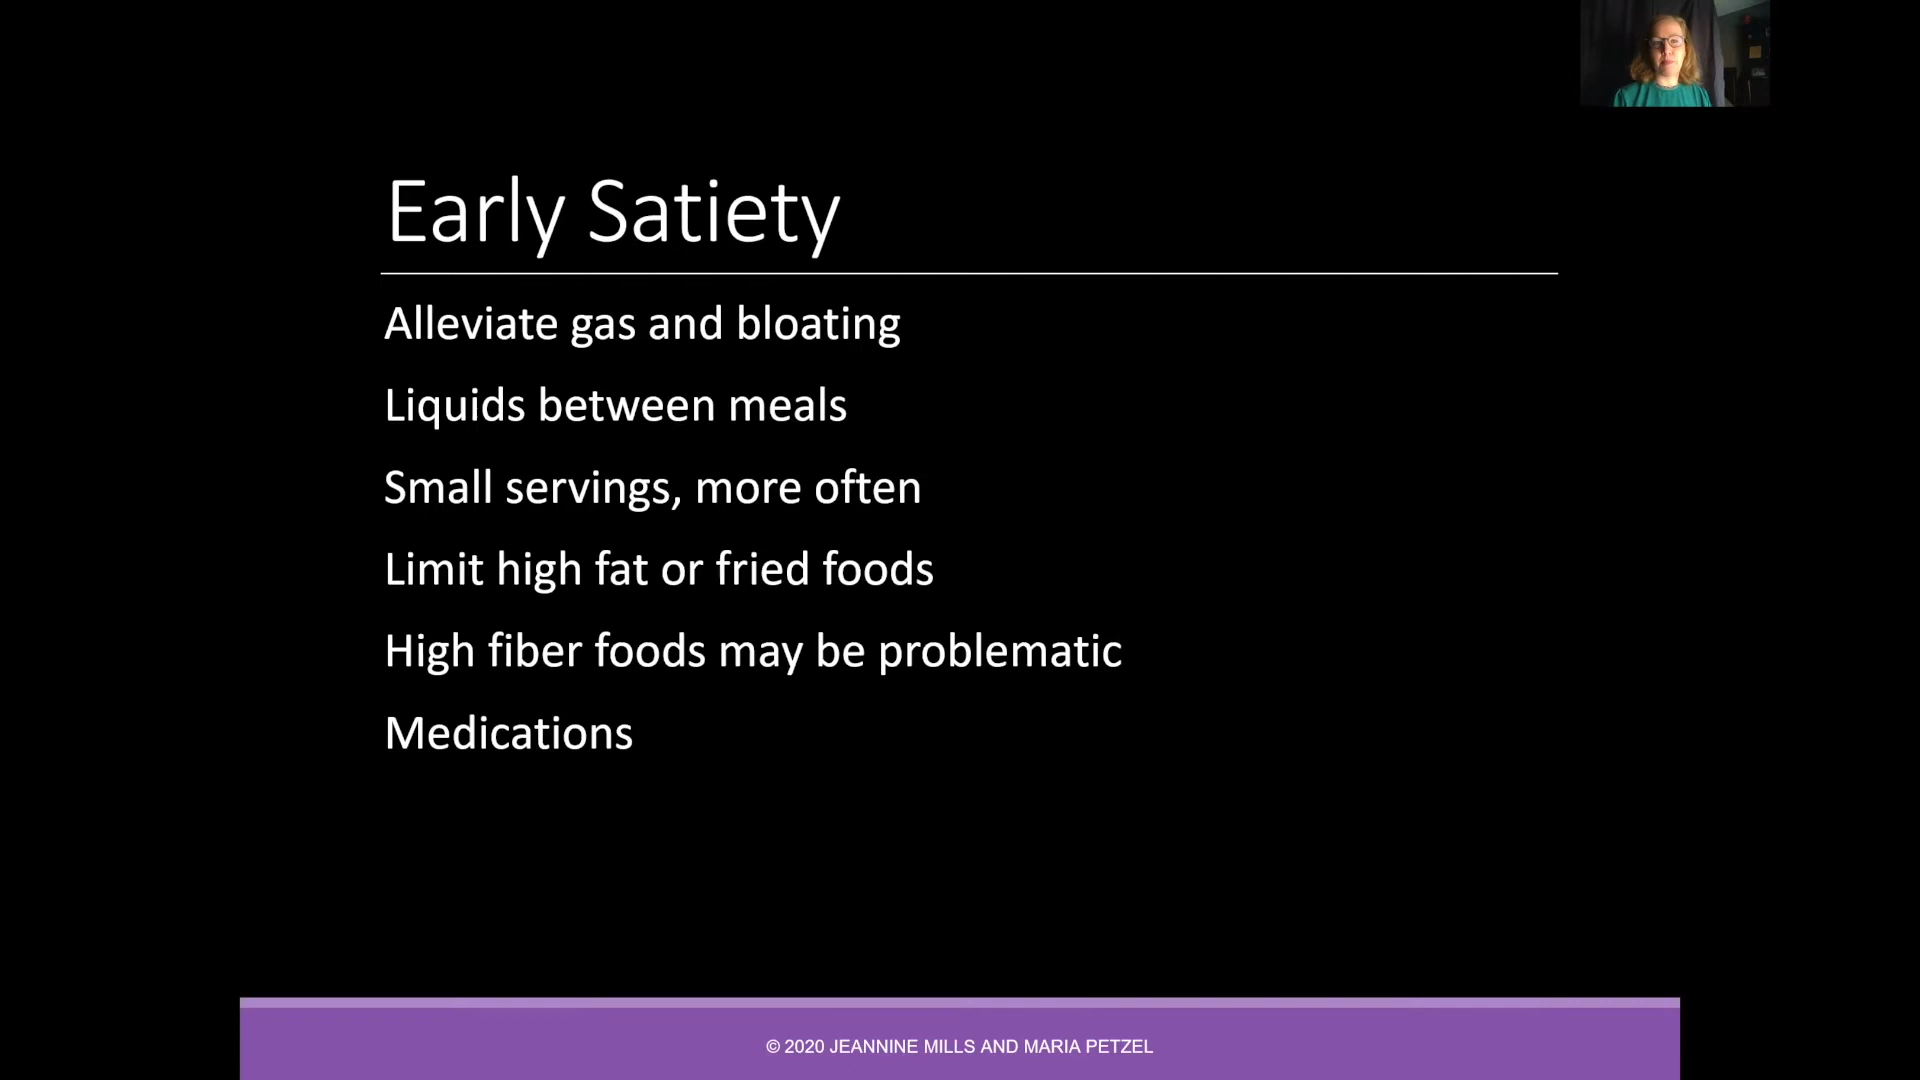 Early Satiety
Alleviate gas and bloating
Liquids between meals
Small servings, more often
Limit high fat or fried foods
High fiber foods may be problematic
Medications
© 2020 JEANNINE MILLS AND MARIA PETZEL